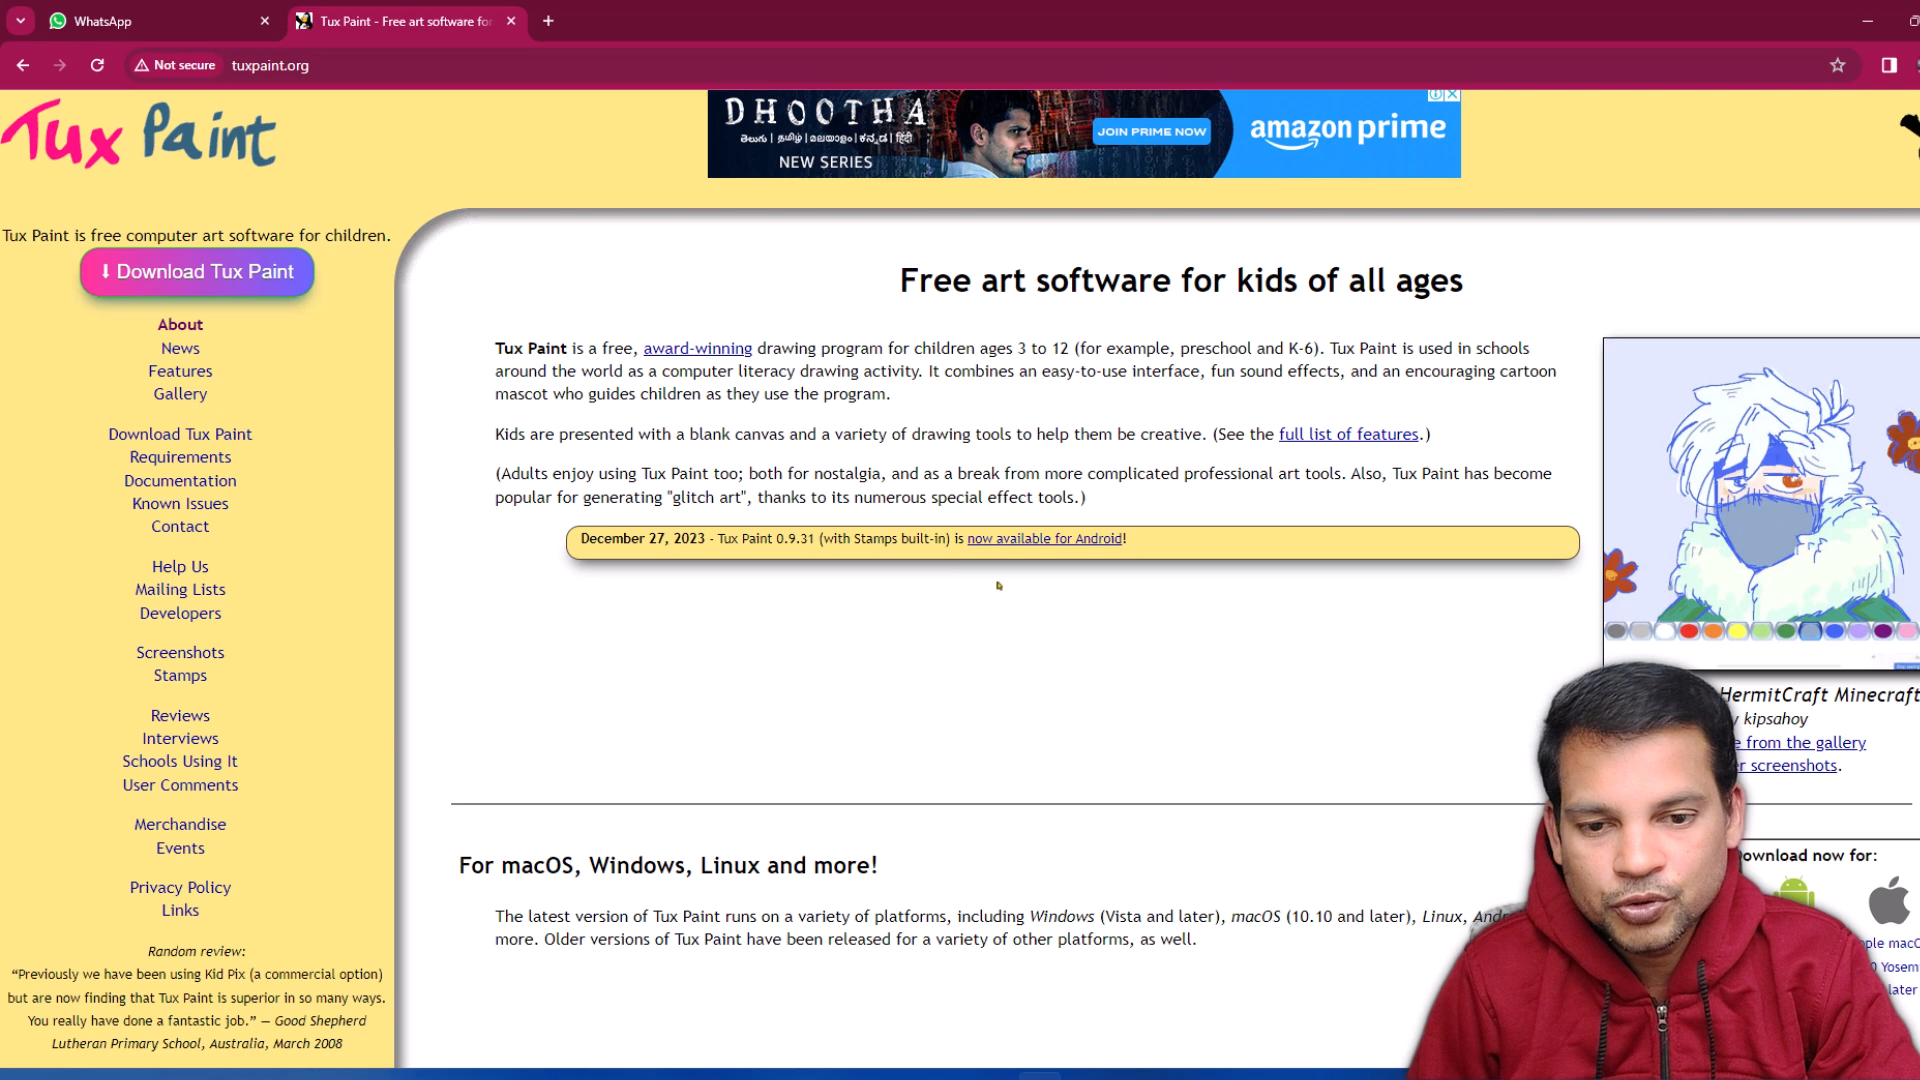 WhatsApp
Tux Paint - Free art software for
Not secure
tuxpaint.org
Tux Paint
DHOOTHA
తెలుగు | தமிழ் | മലയാളം | ಕನ್ನಡ | हिंदी
NEW SERIES
JOIN PRIME NOW
amazon prime
Tux Paint is free computer art software for children.
⬇ Download Tux Paint
About
News
Features
Gallery
Download Tux Paint
Requirements
Documentation
Known Issues
Contact
Help Us
Mailing Lists
Developers
Screenshots
Stamps
Reviews
Interviews
Schools Using It
User Comments
Merchandise
Events
Privacy Policy
Links
Random review:
“Previously we have been using Kid Pix (a commercial option)
but are now finding that Tux Paint is superior in so many ways.
You really have done a fantastic job.” — Good Shepherd
Lutheran Primary School, Australia, March 2008
Free art software for kids of all ages
Tux Paint is a free, award-winning drawing program for children ages 3 to 12 (for example, preschool and K-6). Tux Paint is used in schools
around the world as a computer literacy drawing activity. It combines an easy-to-use interface, fun sound effects, and an encouraging cartoon
mascot who guides children as they use the program.
Kids are presented with a blank canvas and a variety of drawing tools to help them be creative. (See the full list of features.)
(Adults enjoy using Tux Paint too; both for nostalgia, and as a break from more complicated professional art tools. Also, Tux Paint has become
popular for generating "glitch art", thanks to its numerous special effect tools.)
December 27, 2023 - Tux Paint 0.9.31 (with Stamps built-in) is now available for Android!
HermitCraft Minecraft
kipsahoy
from the gallery
screenshots.
For macOS, Windows, Linux and more!
The latest version of Tux Paint runs on a variety of platforms, including Windows (Vista and later), macOS (10.10 and later), Linux,
more. Older versions of Tux Paint have been released for a variety of other platforms, as well.
ownload now for:
later